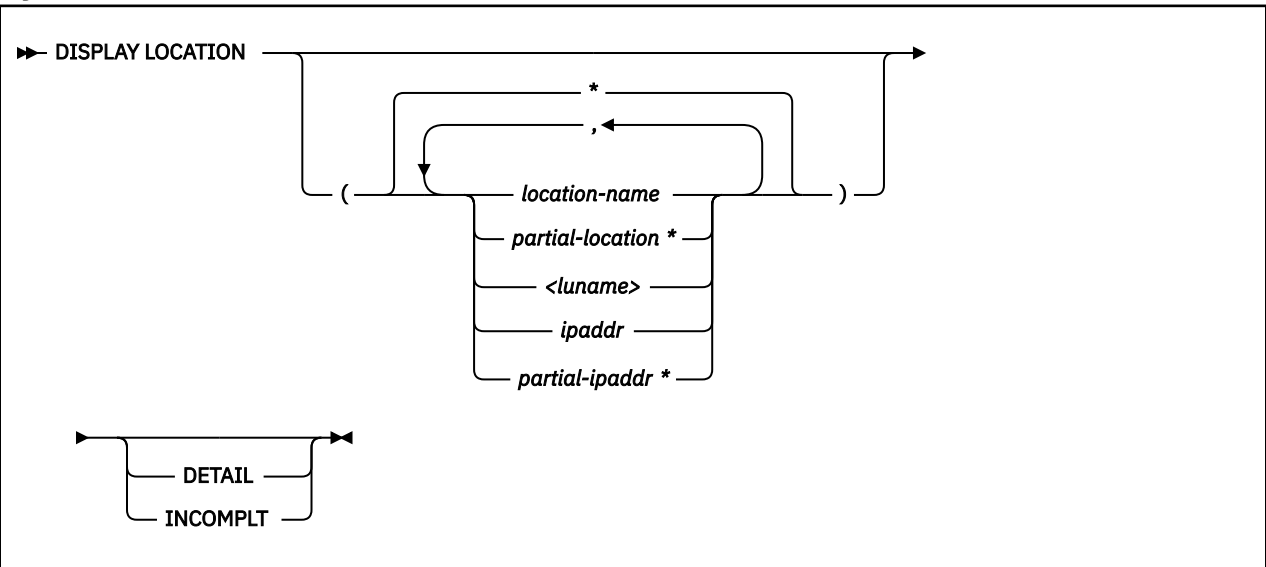 DISPLAY LOCATION
*
,
( location-name )
partial-location *
<luname>
ipaddr
partial-ipaddr *
DETAIL
INCOMPLT